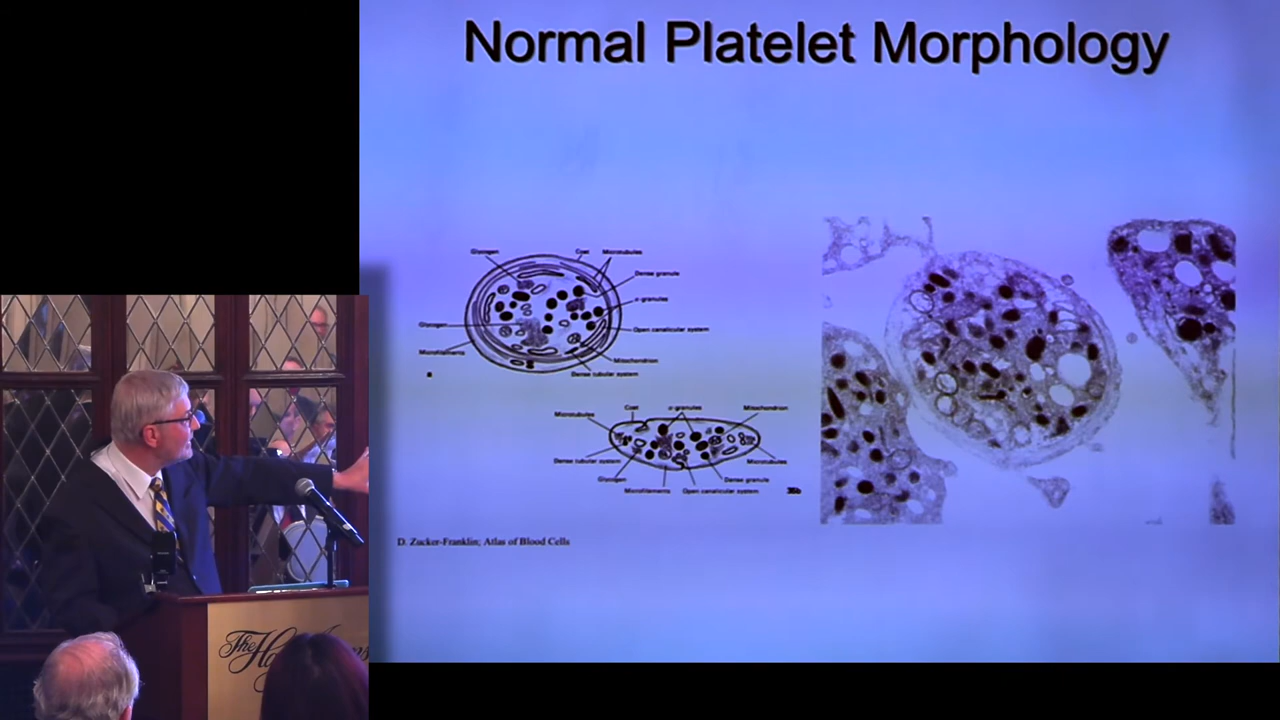 Normal Platelet Morphology
Glycogen
Coat
Microtubules
Dense granule
α-granules
Open canalicular system
Glycogen
Microfilaments
Mitochondrion
Dense tubular system
a
Microtubules
Coat
α-granules
Mitochondrion
Dense tubular system
Microtubules
Glycogen
Dense granule
Microfilaments
Open canalicular system
D. Zucker-Franklin; Atlas of Blood Cells
The